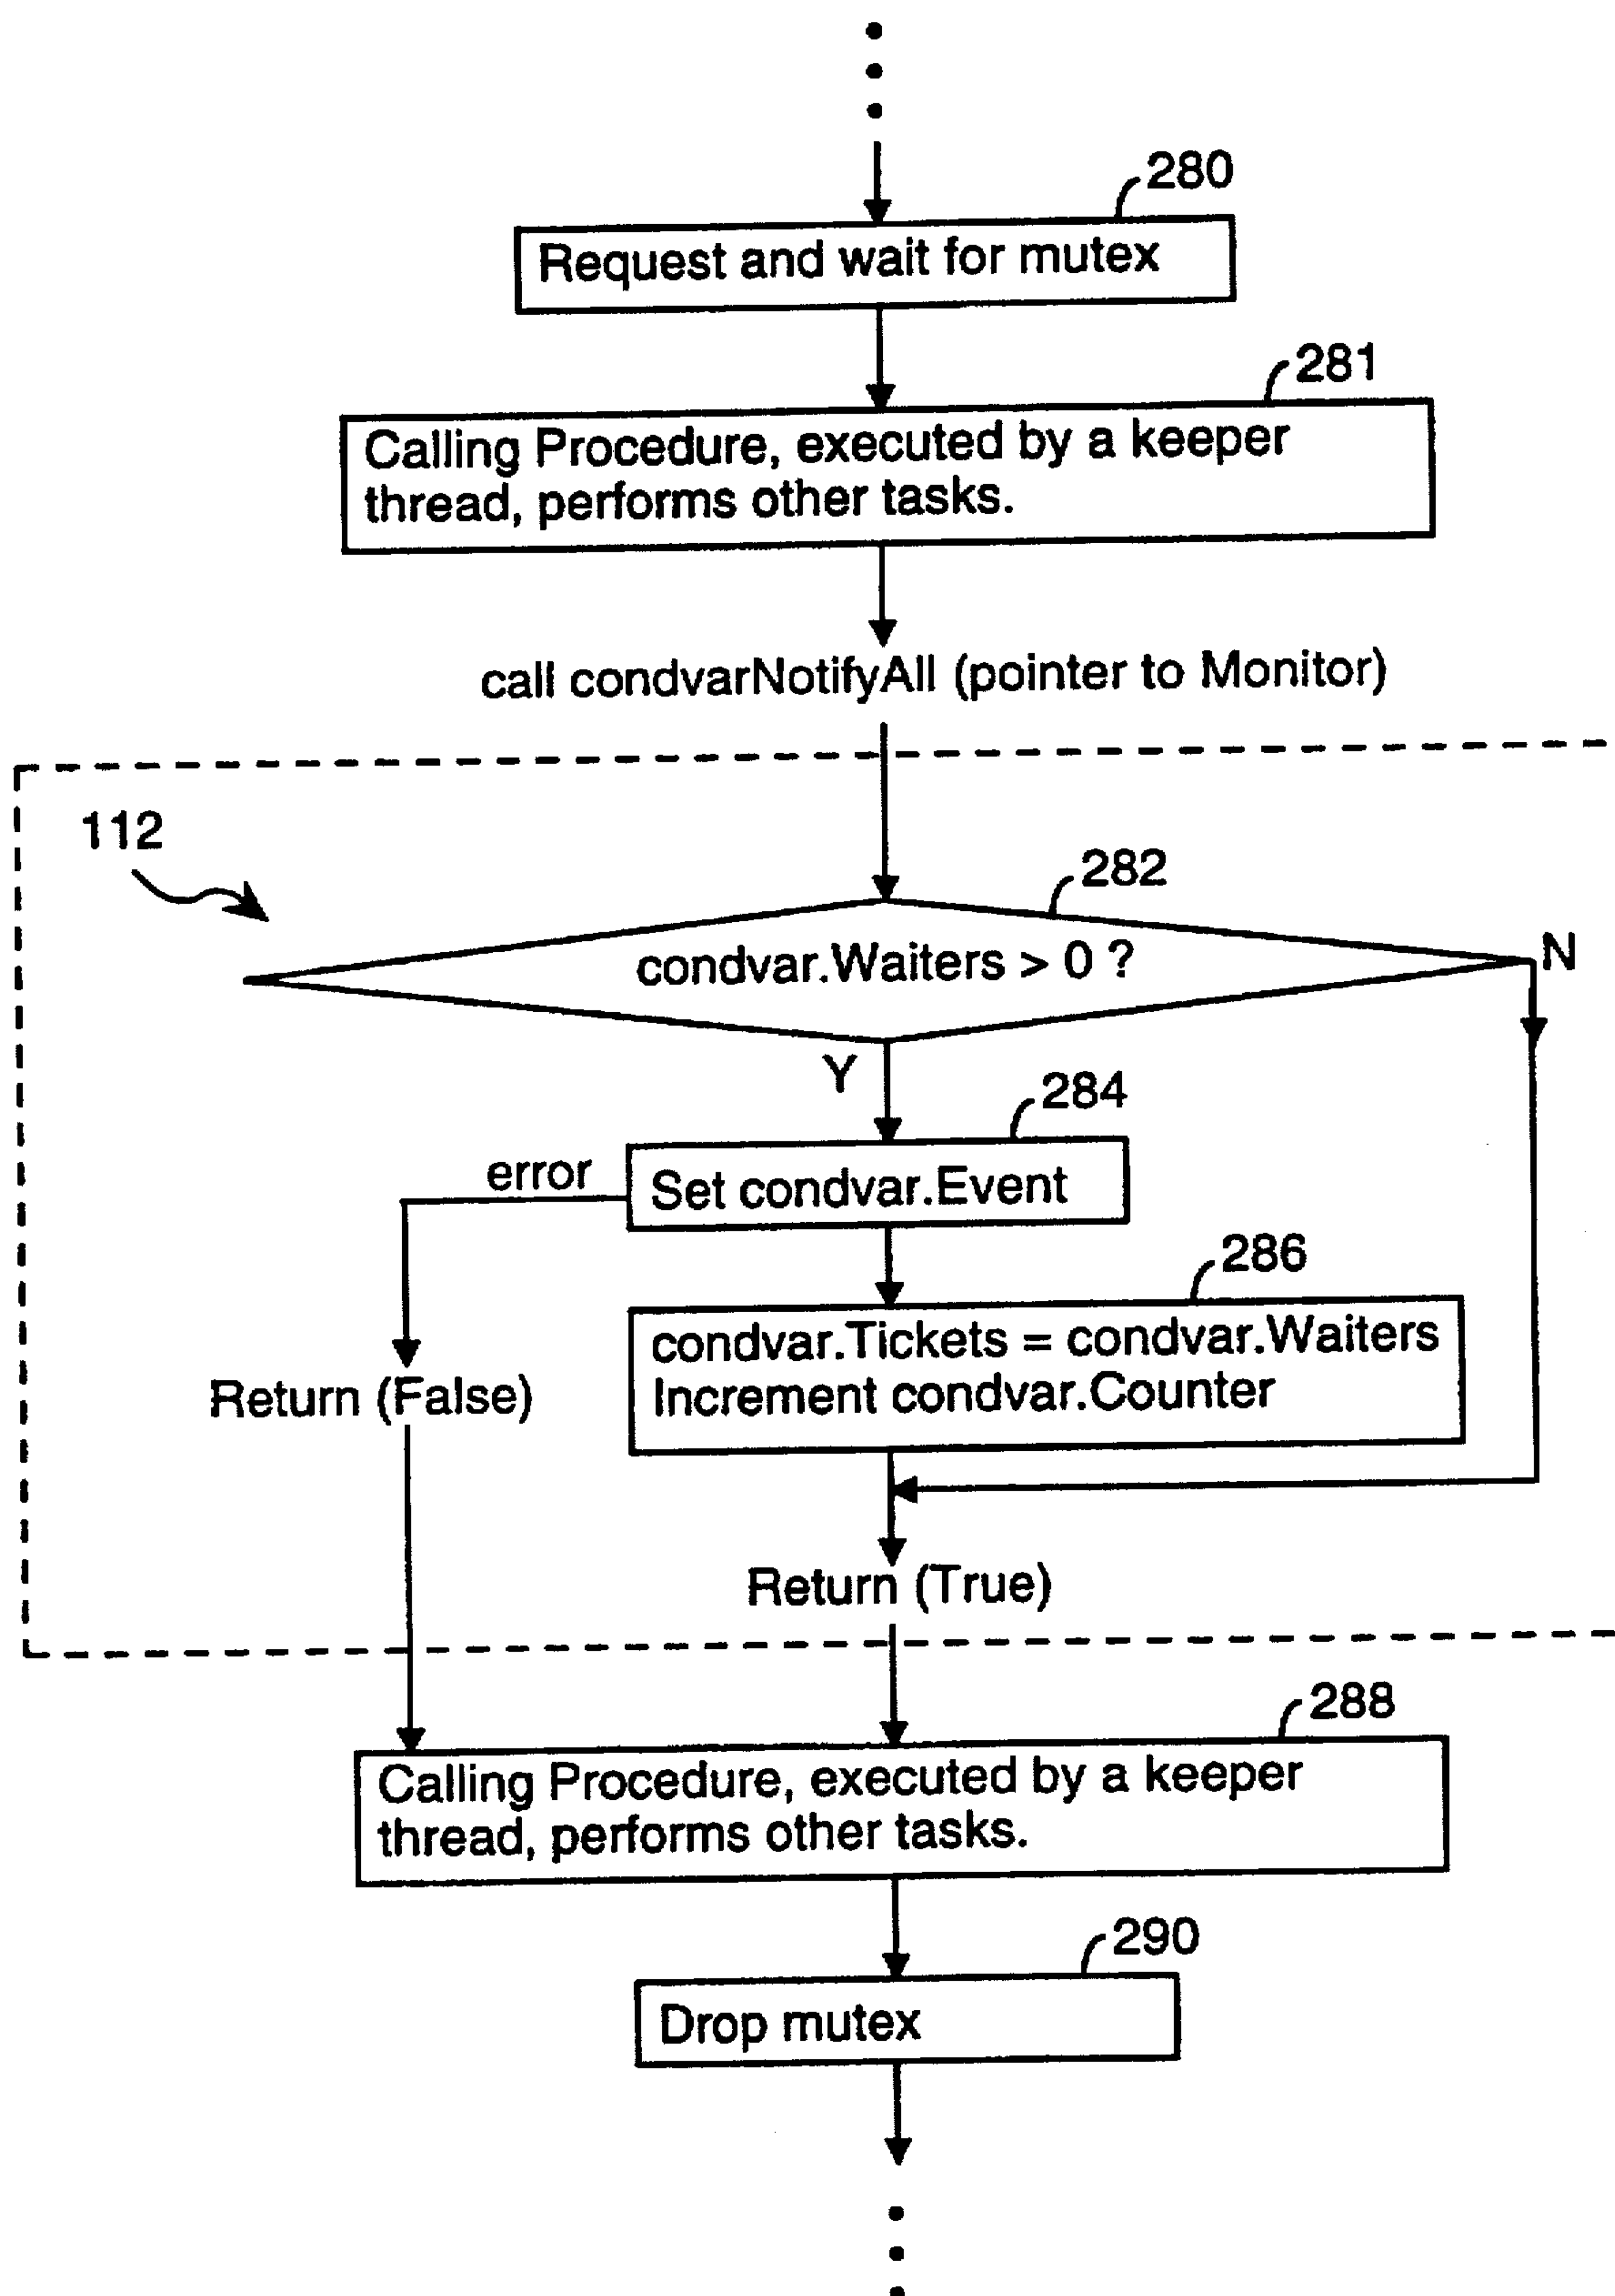 280
Request and wait for mutex
281
Calling Procedure, executed by a keeper
thread, performs other tasks.
call condvarNotifyAll (pointer to Monitor)
112
282
condvar.Waiters > 0 ?
N
Y
284
error
Set condvar.Event
286
condvar.Tickets = condvar.Waiters
Increment condvar.Counter
Return (False)
Return (True)
288
Calling Procedure, executed by a keeper
thread, performs other tasks.
290
Drop mutex